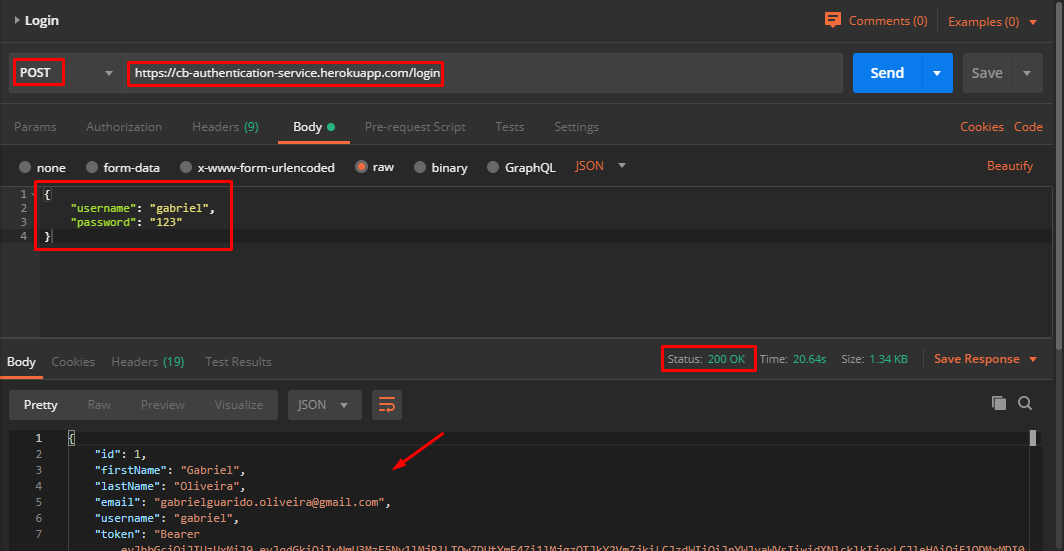 Login
Comments (0)
Examples (0)
POST
https://cb-authentication-service.herokuapp.com/login
Send
Save
Params Authorization Headers (9) Body Pre-request Script Tests Settings Cookies Code
none form-data x-www-form-urlencoded raw binary GraphQL JSON Beautify
1 {
2 "username": "gabriel",
3 "password": "123"
4 }
Body Cookies Headers (19) Test Results Status: 200 OK Time: 20.64s Size: 1.34 KB Save Response
Pretty Raw Preview Visualize JSON
1 {
2 "id": 1,
3 "firstName": "Gabriel",
4 "lastName": "Oliveira",
5 "email": "gabrielguarido.oliveira@gmail.com",
6 "username": "gabriel",
7 "token": "Bearer